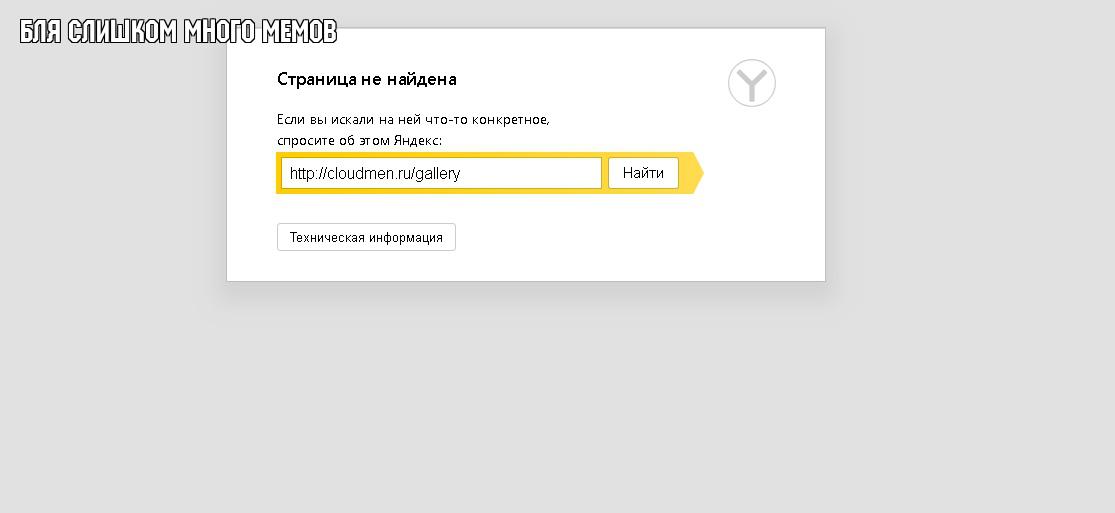 БЛЯ СЛИШКОМ МНОГО МЕМОВ
Страница не найдена
Если вы искали на ней что-то конкретное,
спросите об этом Яндекс:
http://cloudmen.ru/gallery Найти
Техническая информация